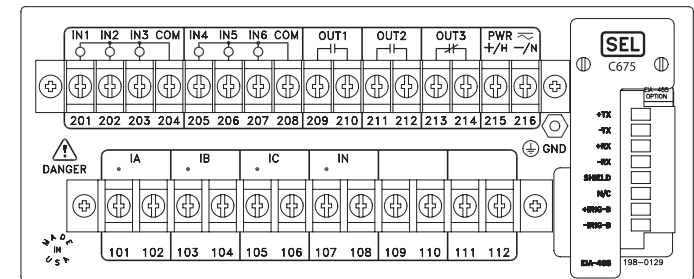 IN1 IN2 IN3 COM IN4 IN5 IN6 COM OUT1 OUT2 OUT3 PWR
+/H −/N
201 202 203 204 205 206 207 208 209 210 211 212 213 214 215 216
GND
DANGER
IA IB IC IN
101 102 103 104 105 106 107 108 109 110 111 112
MADE
IN
USA
SEL
C675
EIA-485
OPTION
+TX
-TX
+RX
-RX
SHIELD
N/C
+IRIG-B
-IRIG-B
EIA-485 198-0129